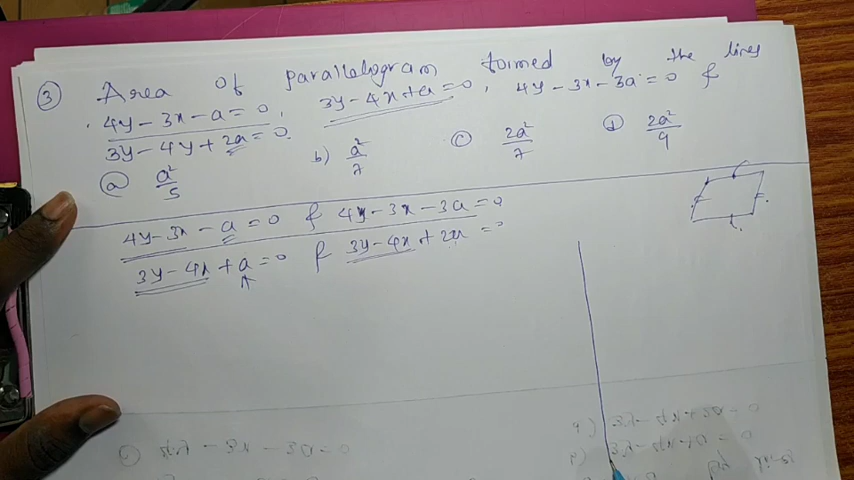 ③ Area of parallelogram formed by the lines
4y - 3x - a = 0, 3y - 4x + a = 0, 4y - 3x - 3a = 0 &
3y - 4y + 2a = 0.
ⓐ a²/5 b) a²/7 ⓒ 2a²/7 ⓓ 2a²/9
4y - 3x - a = 0 & 4y - 3x - 3a = 0
3y - 4x + a = 0 & 3y - 4x + 2a = 0